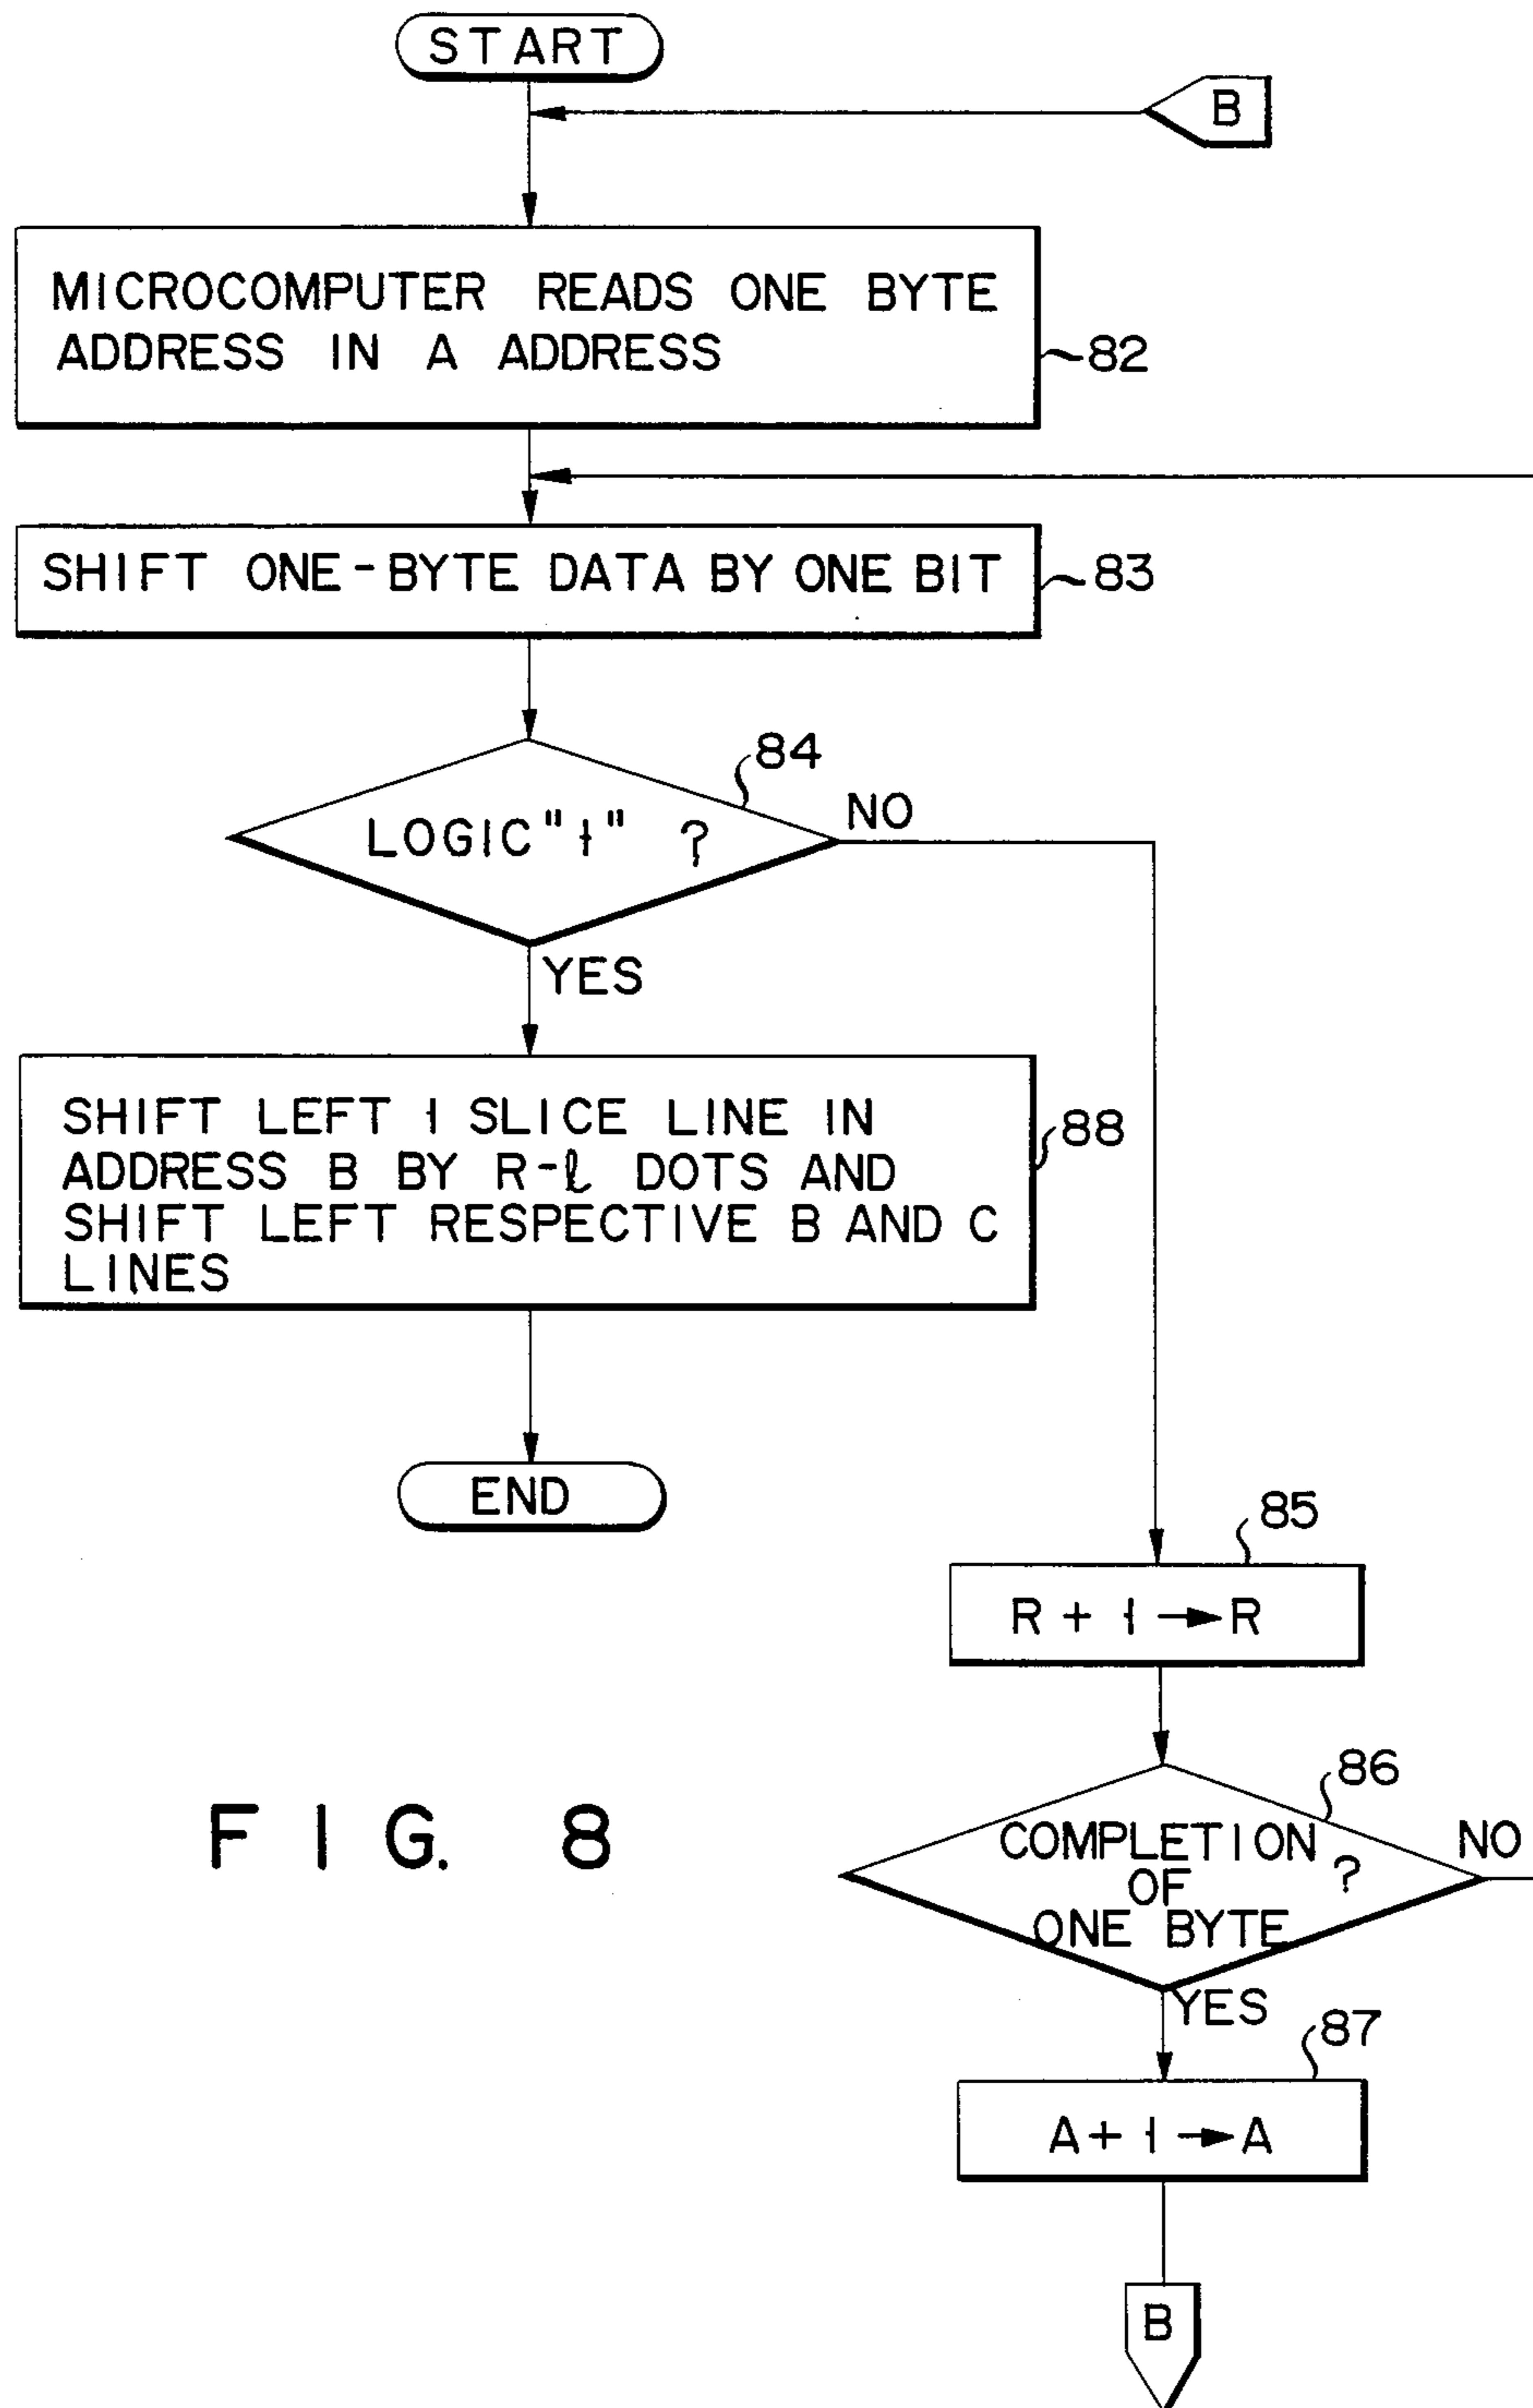 START
B
MICROCOMPUTER READS ONE BYTE
ADDRESS IN A ADDRESS
82
SHIFT ONE-BYTE DATA BY ONE BIT
83
84
LOGIC "1" ?
NO
YES
SHIFT LEFT 1 SLICE LINE IN
ADDRESS B BY R-ℓ DOTS AND
SHIFT LEFT RESPECTIVE B AND C
LINES
88
END
85
R + 1 → R
86
COMPLETION
OF ?
ONE BYTE
NO
YES
87
A + 1 → A
B
FIG. 8